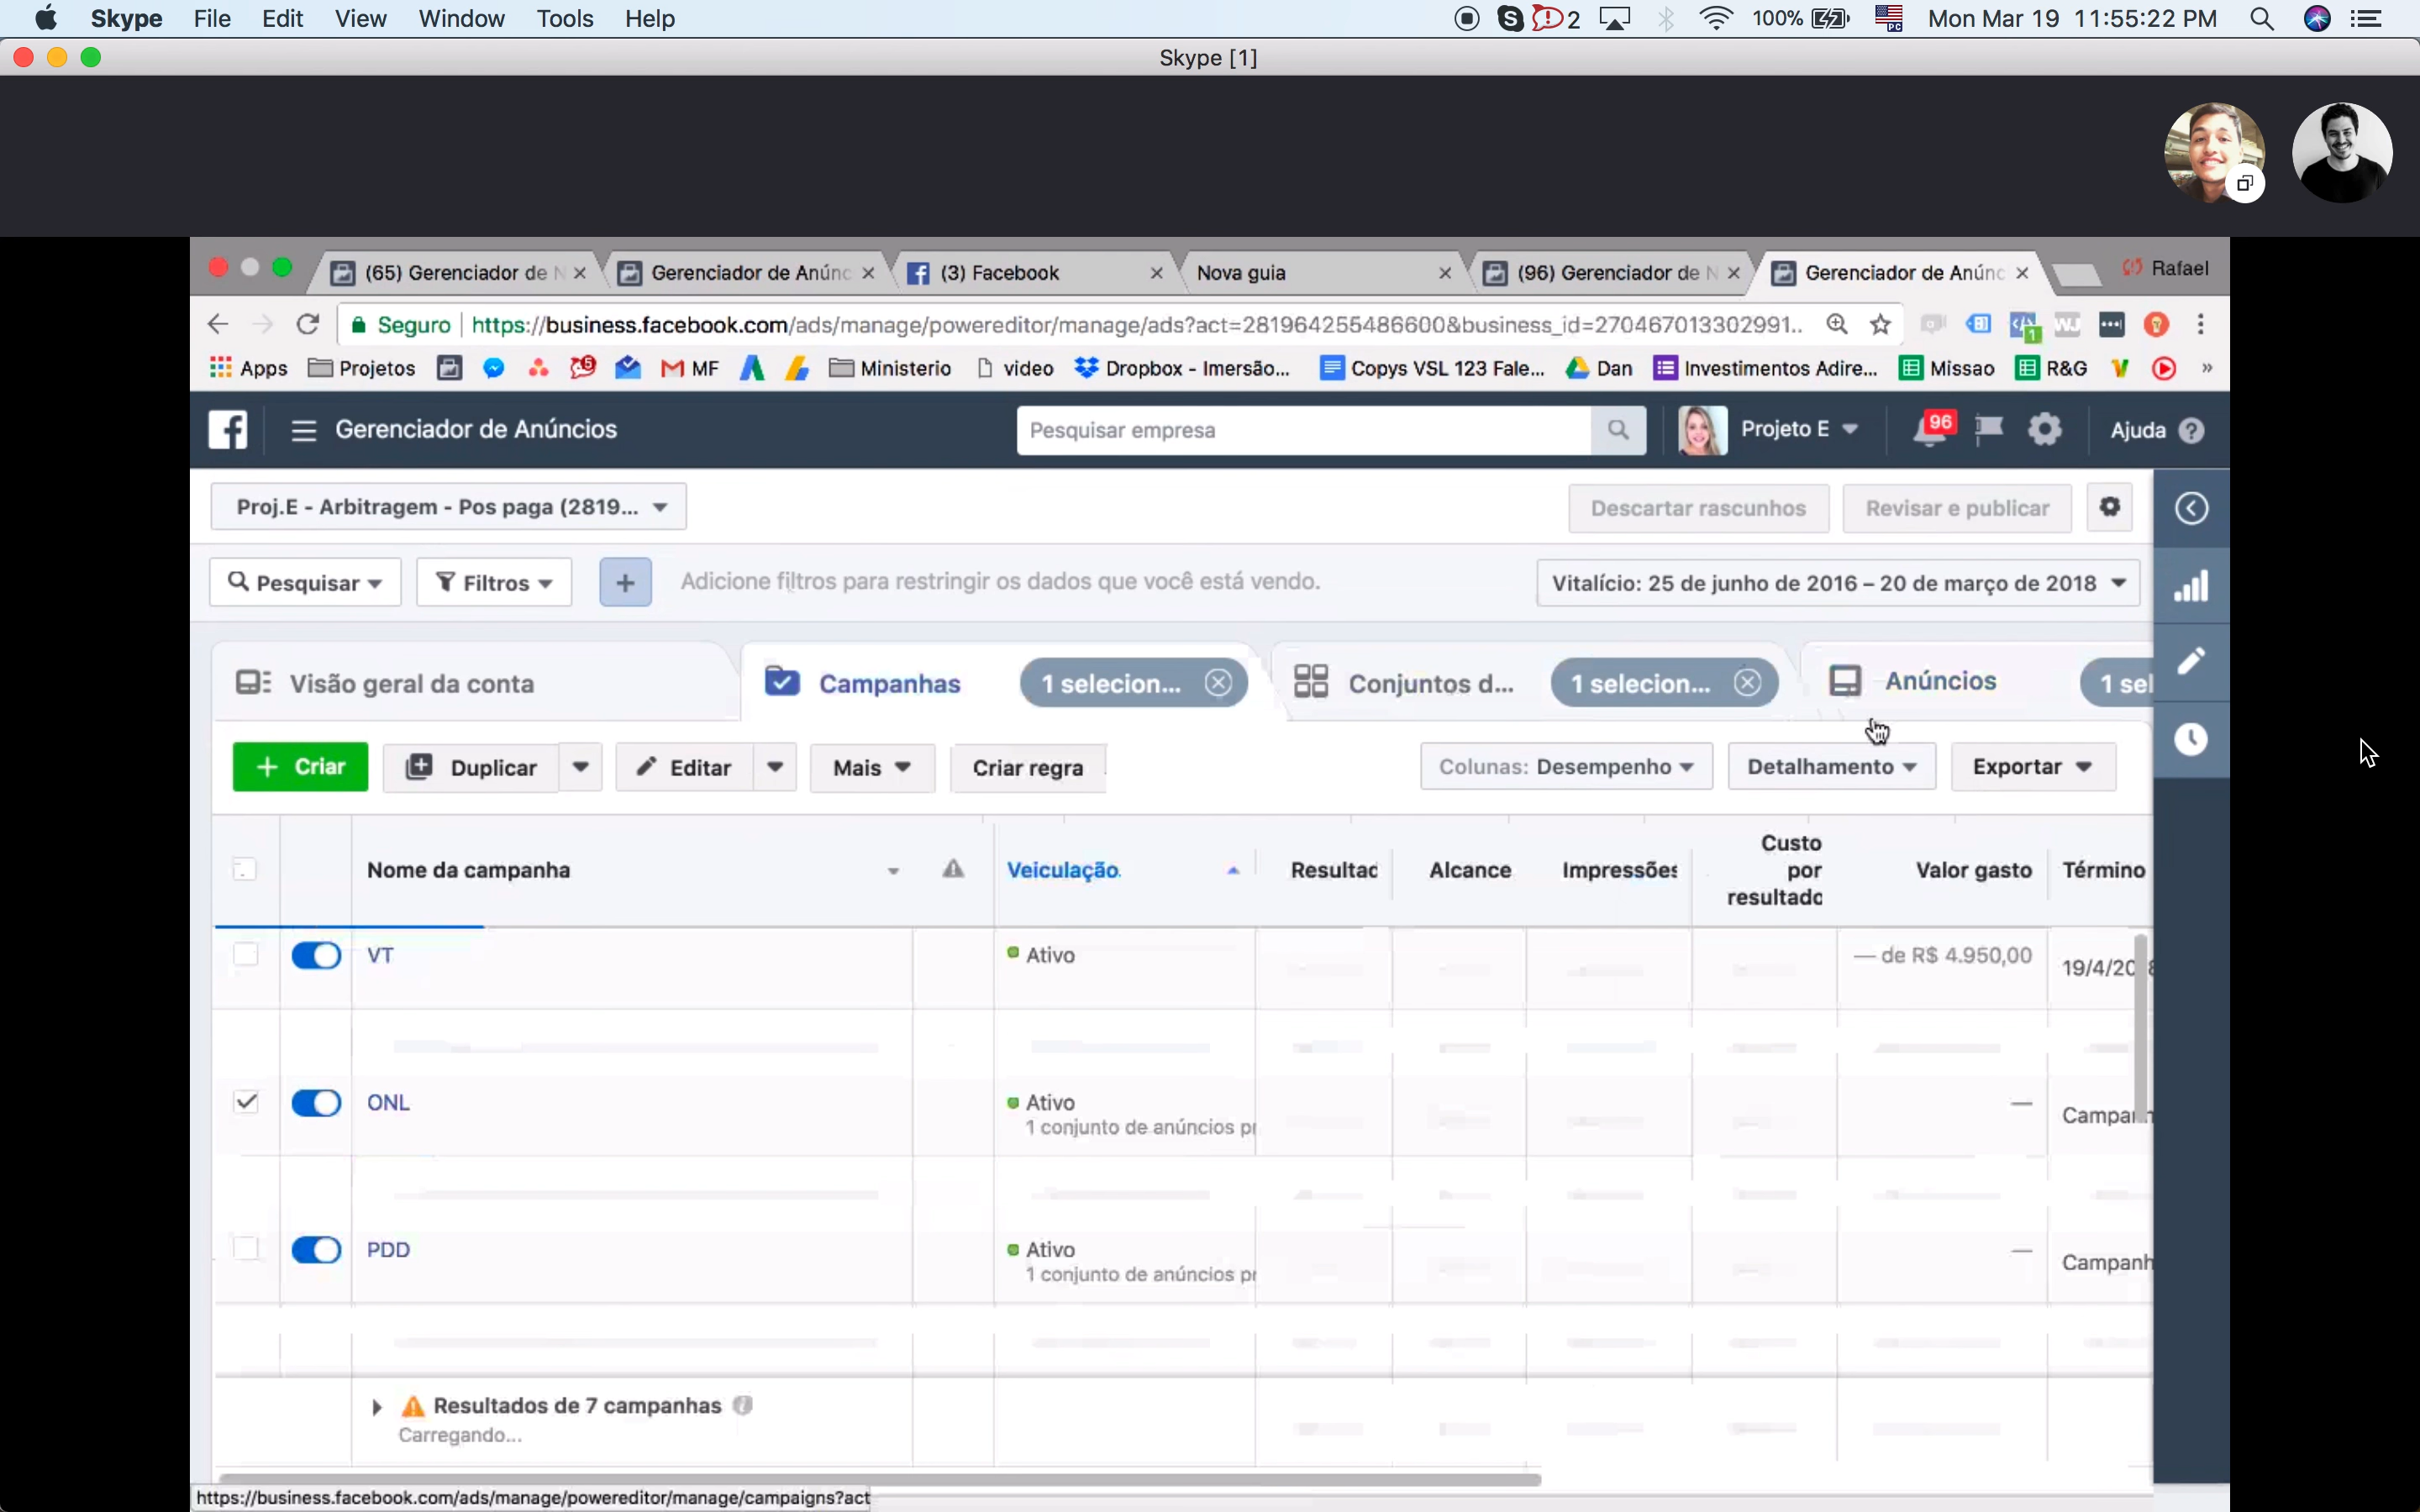 Skype File Edit View Window Tools Help 2 100% Mon Mar 19 11:55:22 PM
Skype [1]
(65) Gerenciador de N Gerenciador de Anúnc (3) Facebook Nova guia (96) Gerenciador de N Gerenciador de Anúnc Rafael
Seguro https://business.facebook.com/ads/manage/powereditor/manage/ads?act=281964255486600&business_id=270467013302991..
Apps Projetos 5 MF Ministerio video Dropbox - Imersão... Copys VSL 123 Fale... Dan Investimentos Adire... Missao R&G »
Gerenciador de Anúncios Pesquisar empresa Projeto E 96 Ajuda
Proj.E - Arbitragem - Pos paga (2819... Descartar rascunhos Revisar e publicar
Pesquisar Filtros + Adicione filtros para restringir os dados que você está vendo. Vitalício: 25 de junho de 2016 – 20 de março de 2018
Visão geral da conta Campanhas 1 selecion... Conjuntos d... 1 selecion... Anúncios 1 sel
+ Criar Duplicar Editar Mais Criar regra Colunas: Desempenho Detalhamento Exportar
Nome da campanha Veiculação Resultad Alcance Impressões Custo por resultado Valor gasto Término
VT Ativo — de R$ 4.950,00 19/4/20 8
ONL Ativo — Campanh
1 conjunto de anúncios pr
PDD Ativo — Campanh
1 conjunto de anúncios pr
Resultados de 7 campanhas
Carregando...
https://business.facebook.com/ads/manage/powereditor/manage/campaigns?act